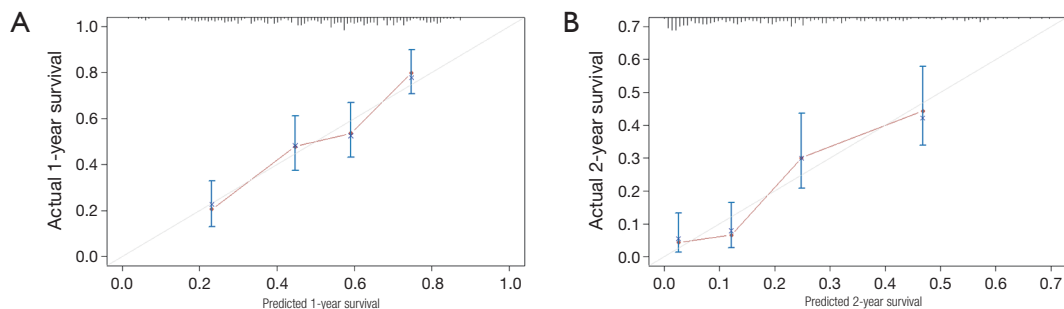 A
Actual 1-year survival
1.0
0.8
0.6
0.4
0.2
0.0
0.0 0.2 0.4 0.6 0.8 1.0
Predicted 1-year survival
B
Actual 2-year survival
0.7
0.6
0.5
0.4
0.3
0.2
0.1
0.0
0.0 0.1 0.2 0.3 0.4 0.5 0.6 0.7
Predicted 2-year survival